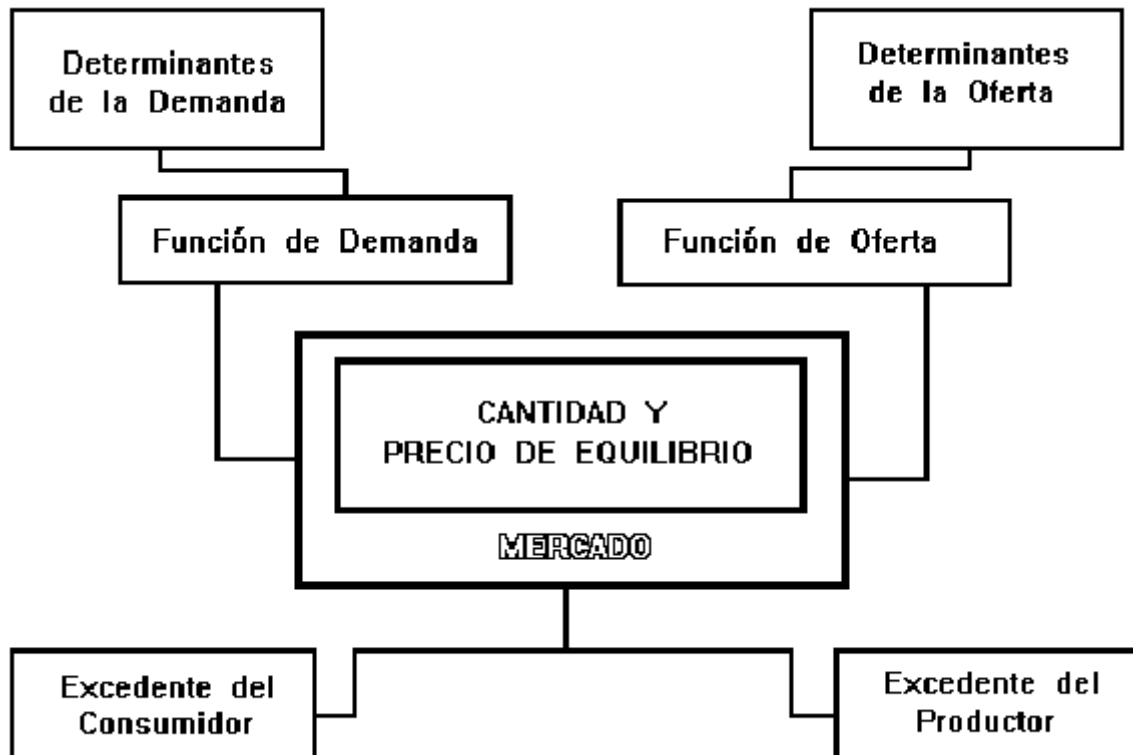 Determinantes
de la Demanda
Determinantes
de la Oferta
Función de Demanda
Función de Oferta
CANTIDAD Y
PRECIO DE EQUILIBRIO
MERCADO
Excedente del
Consumidor
Excedente del
Productor